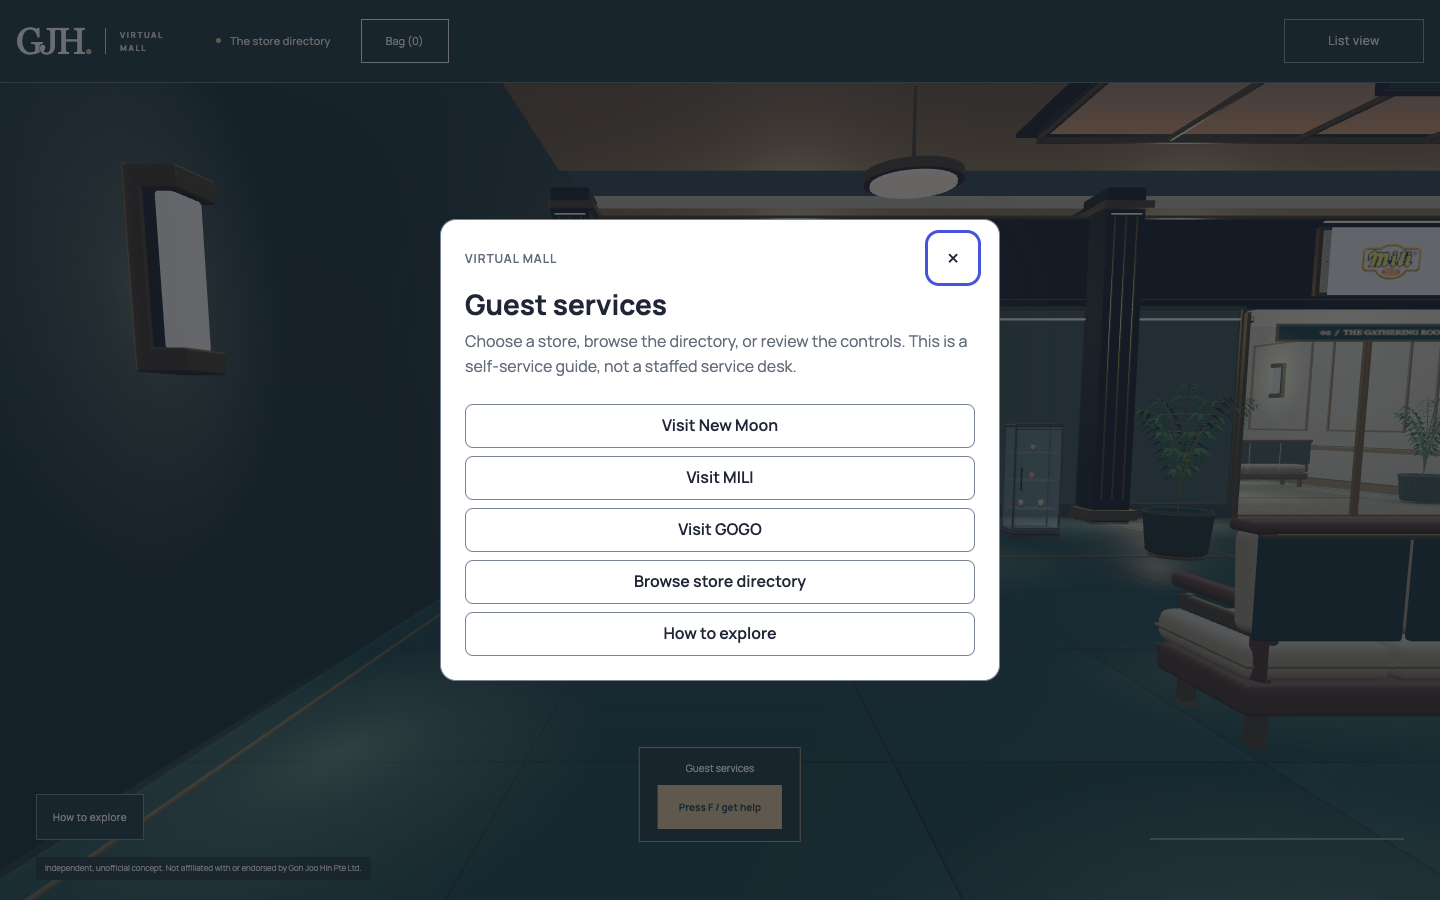 GJH.
VIRTUAL
MALL
The store directory
Bag (0)
List view
Mili
02 / THE GATHERING ROO
VIRTUAL MALL
×
Guest services
Choose a store, browse the directory, or review the controls. This is a
self-service guide, not a staffed service desk.
Visit New Moon
Visit MILI
Visit GOGO
Browse store directory
How to explore
Guest services
Press F / get help
How to explore
Independent, unofficial concept. Not affiliated with or endorsed by Goh Joo Hin Pte Ltd.